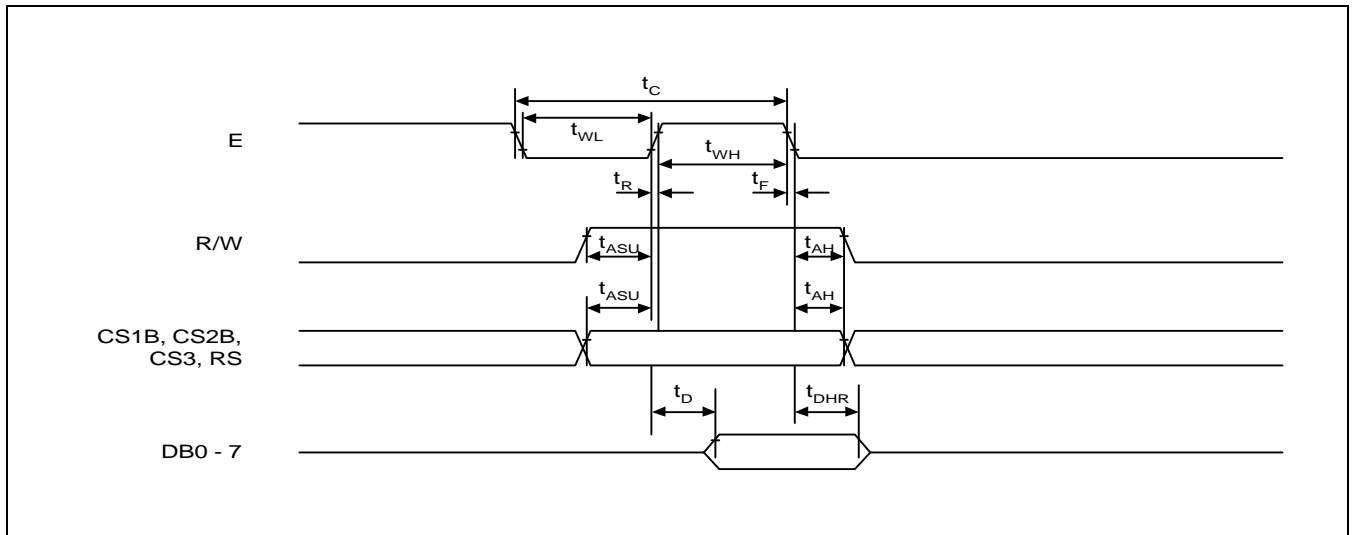 tC
E
tWL
tWH
tR
tF
R/W
tASU
tAH
tASU
tAH
CS1B, CS2B,
CS3, RS
tD
tDHR
DB0 - 7